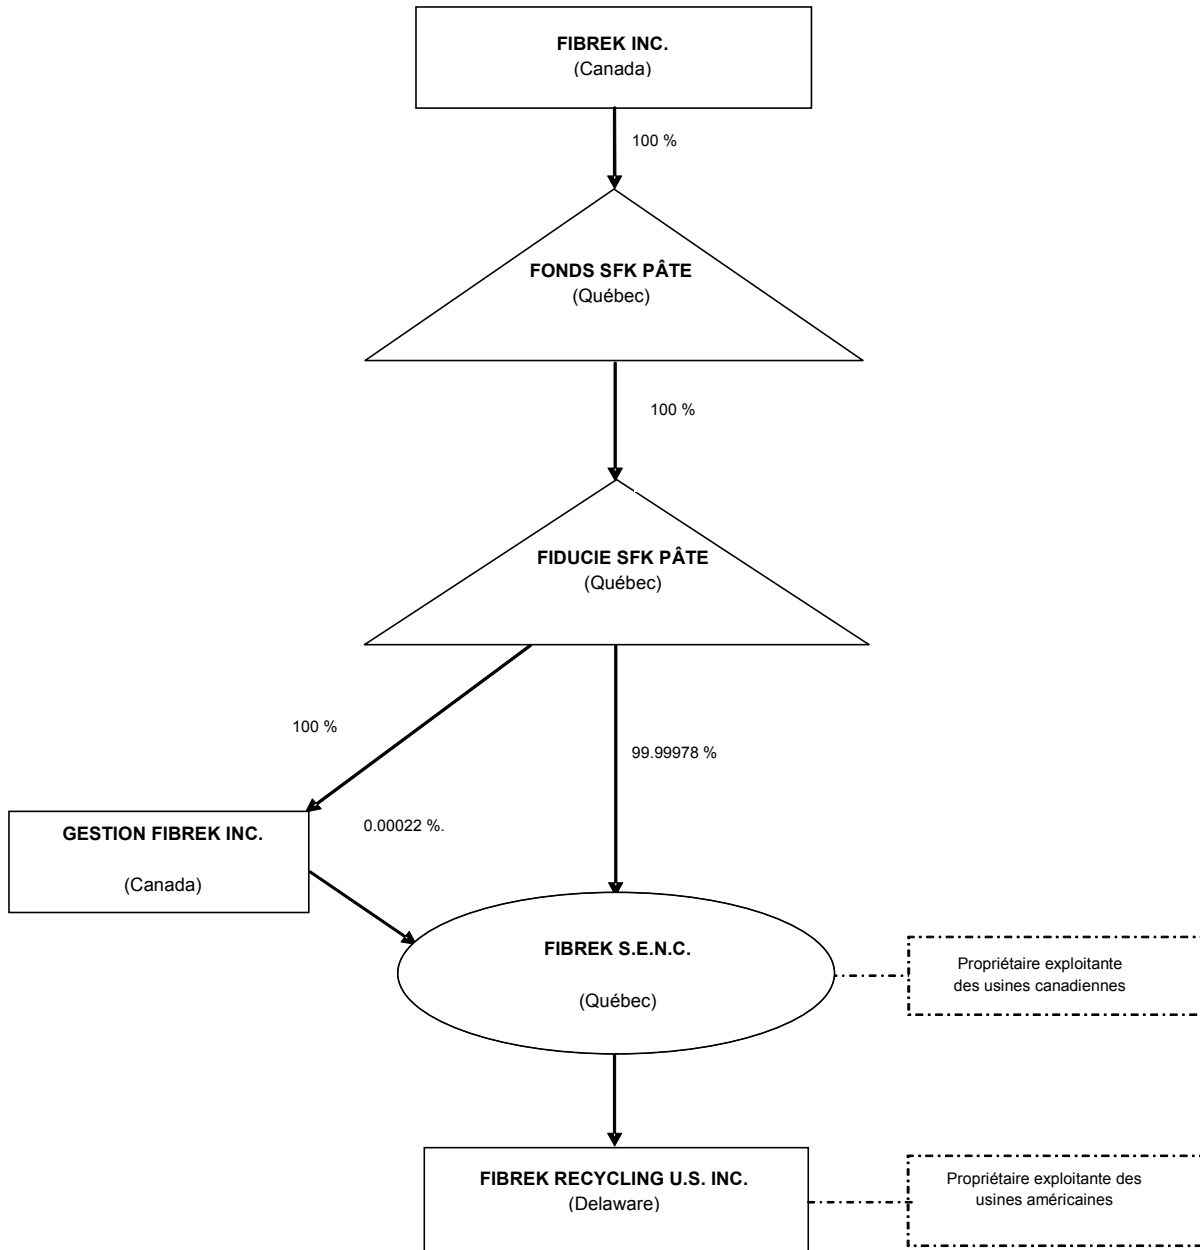 FIBREK INC.
(Canada)
100 %
FONDS SFK PÂTE
(Québec)
100 %
FIDUCIE SFK PÂTE
(Québec)
100 %
99.99978 %
0.00022 %.
GESTION FIBREK INC.
(Canada)
FIBREK S.E.N.C.
(Québec)
Propriétaire exploitante
des usines canadiennes
FIBREK RECYCLING U.S. INC.
(Delaware)
Propriétaire exploitante des
usines américaines